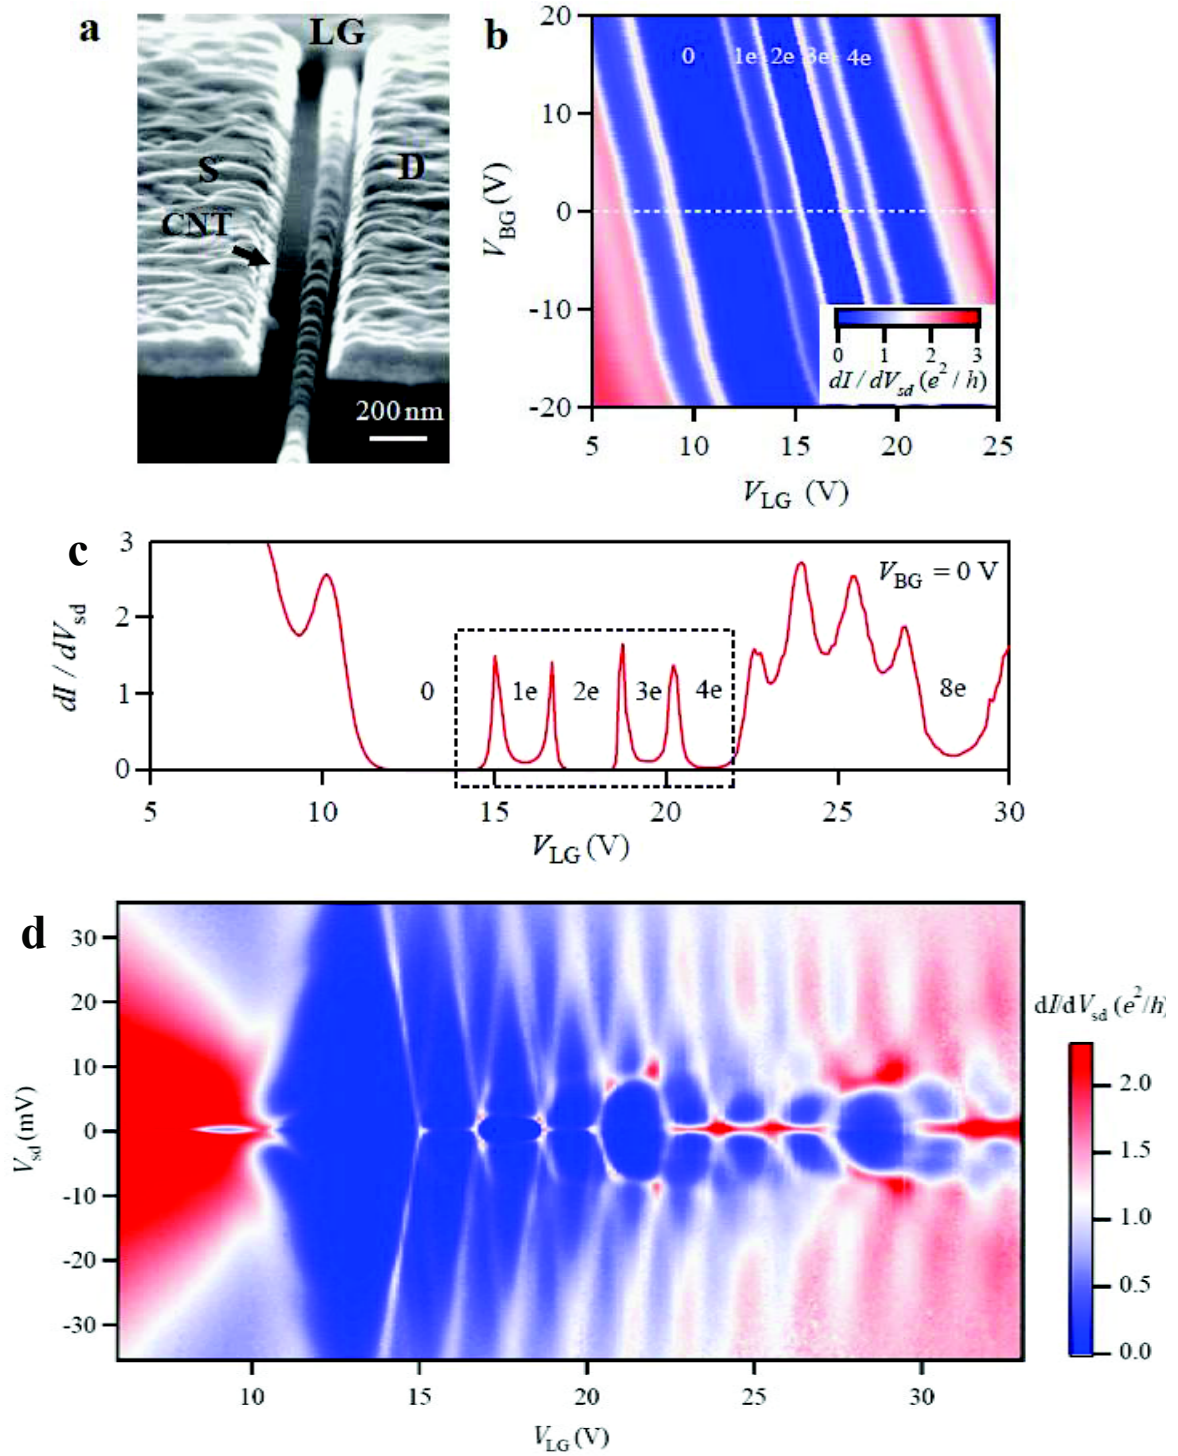 a
LG
S
D
CNT
200 nm
b
20
10
0
-10
-20
V_BG (V)
0 1e 2e 3e 4e
0 1 2 3
dI / dV_sd (e² / h)
5 10 15 20 25
V_LG (V)
c
3
2
1
0
dI / dV_sd
V_BG = 0 V
0 1e 2e 3e 4e 8e
5 10 15 20 25 30
V_LG (V)
d
30
20
10
0
-10
-20
-30
V_sd (mV)
10 15 20 25 30
V_LG (V)
dI/dV_sd (e²/h)
2.0
1.5
1.0
0.5
0.0